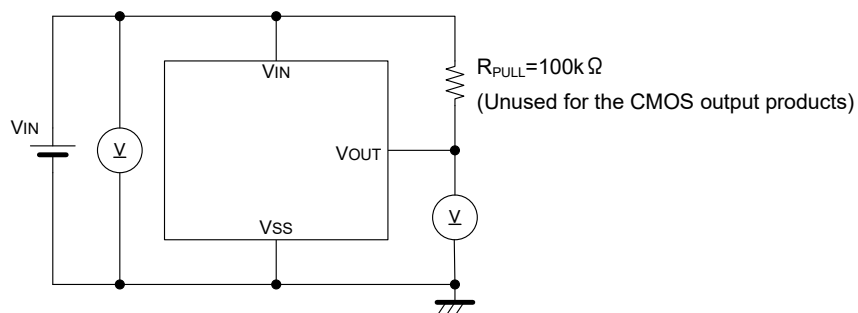 VIN
RPULL=100kΩ
(Unused for the CMOS output products)
VIN
V
VOUT
V
VSS